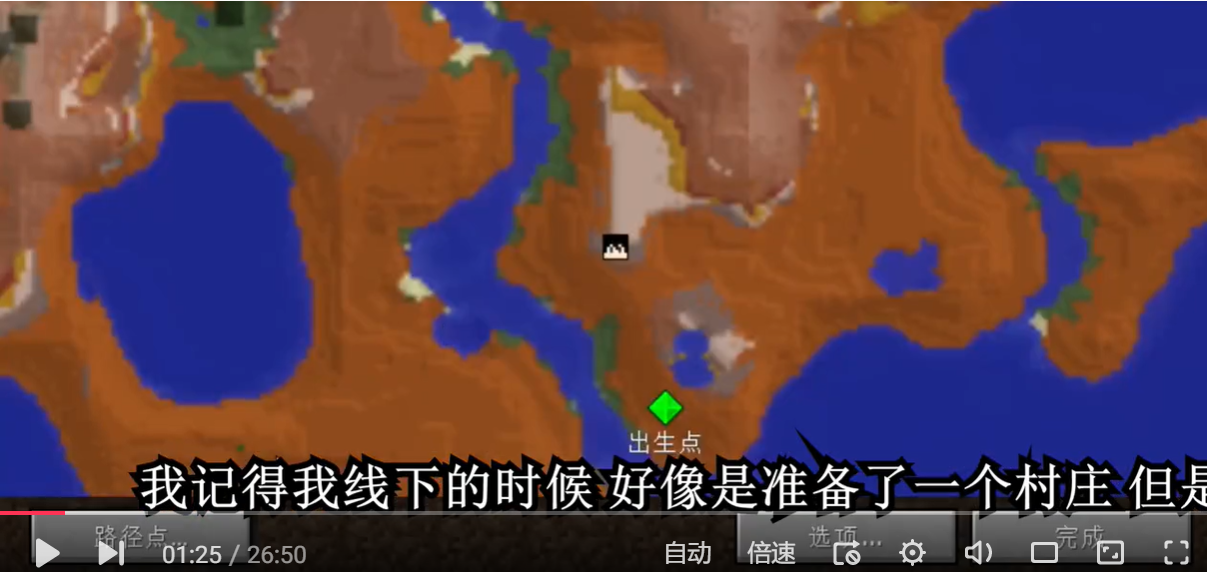 出生点
我记得我线下的时候 好像是准备了一个村庄 但是
路径点...
选项...
完成
01:25 / 26:50
自动
倍速